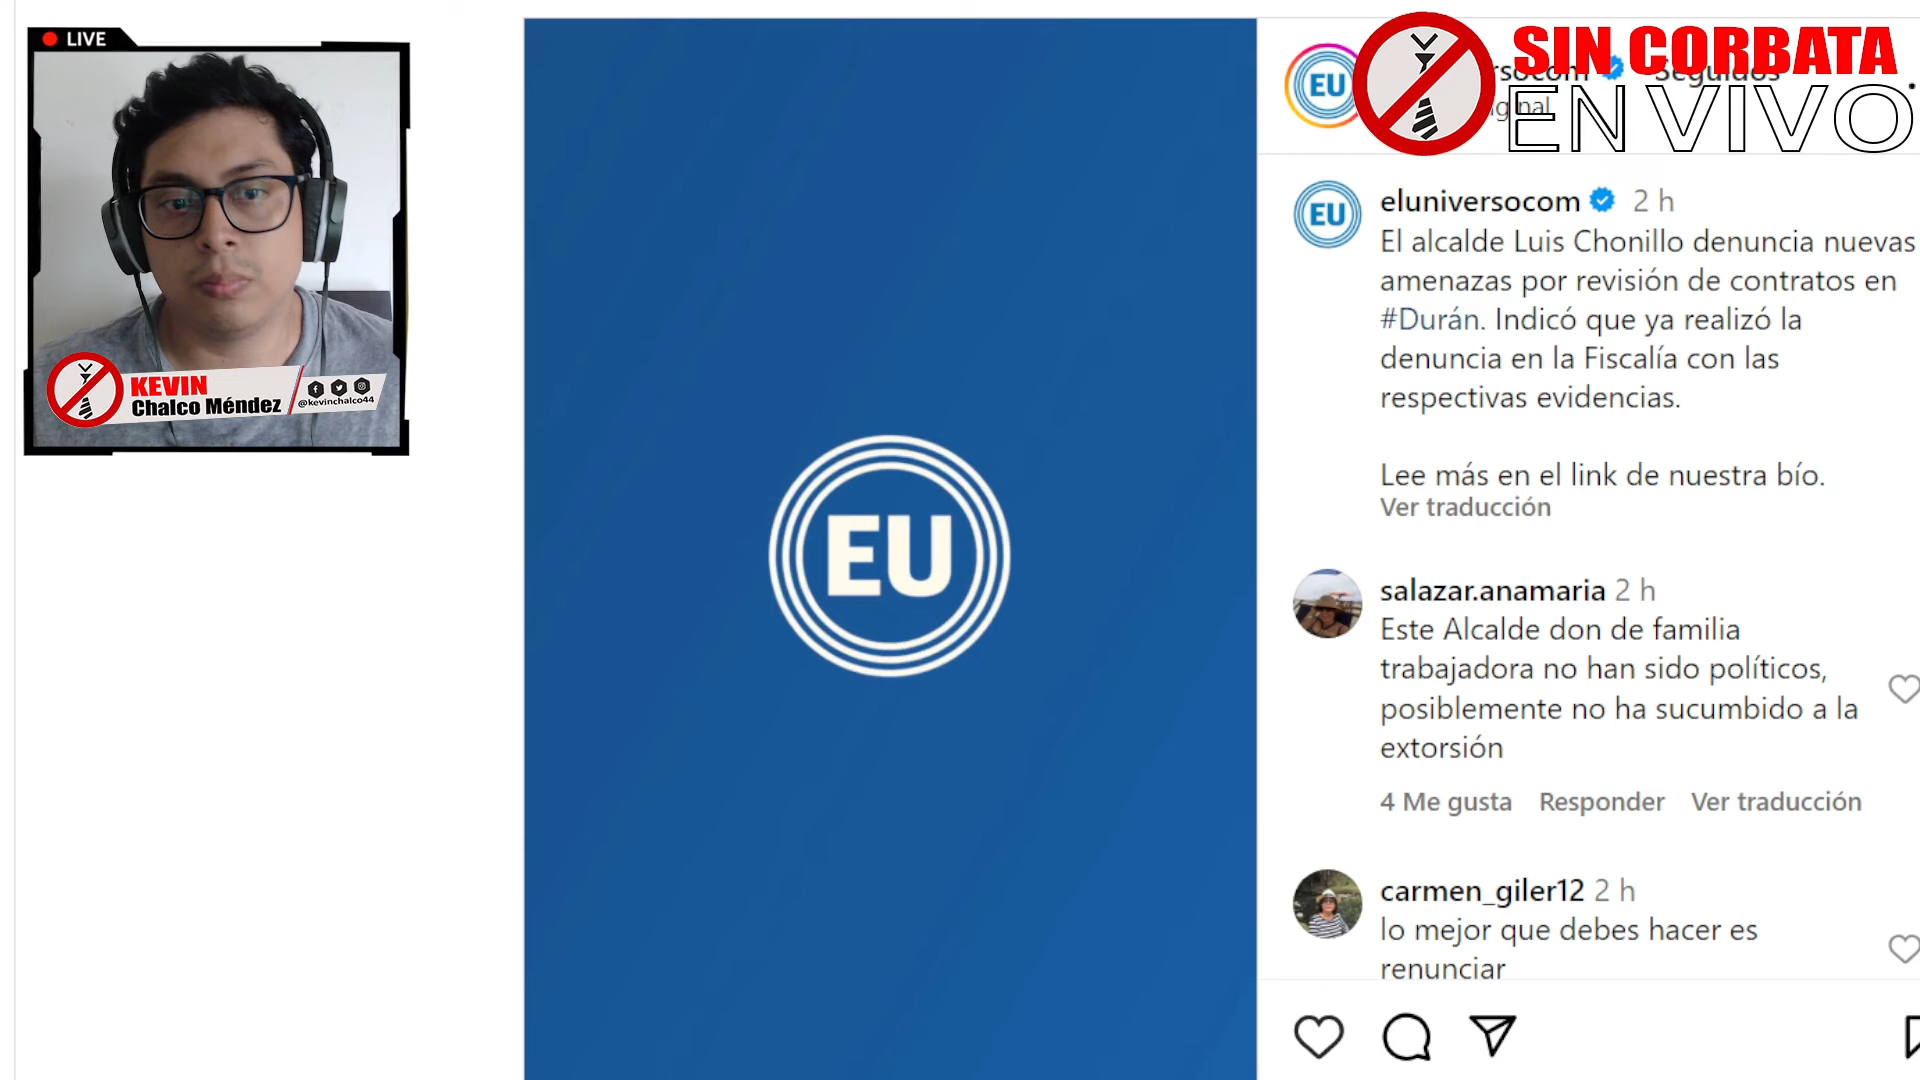 LIVE
KEVIN
Chalco Méndez
@kevinchalco44
EU
EU
SIN CORBATA
EN VIVO
Seguidos
EU
eluniversocom 2 h
El alcalde Luis Chonillo denuncia nuevas
amenazas por revisión de contratos en
#Durán. Indicó que ya realizó la
denuncia en la Fiscalía con las
respectivas evidencias.
Lee más en el link de nuestra bío.
Ver traducción
salazar.anamaria 2 h
Este Alcalde don de familia
trabajadora no han sido políticos,
posiblemente no ha sucumbido a la
extorsión
4 Me gusta Responder Ver traducción
carmen_giler12 2 h
lo mejor que debes hacer es
renunciar